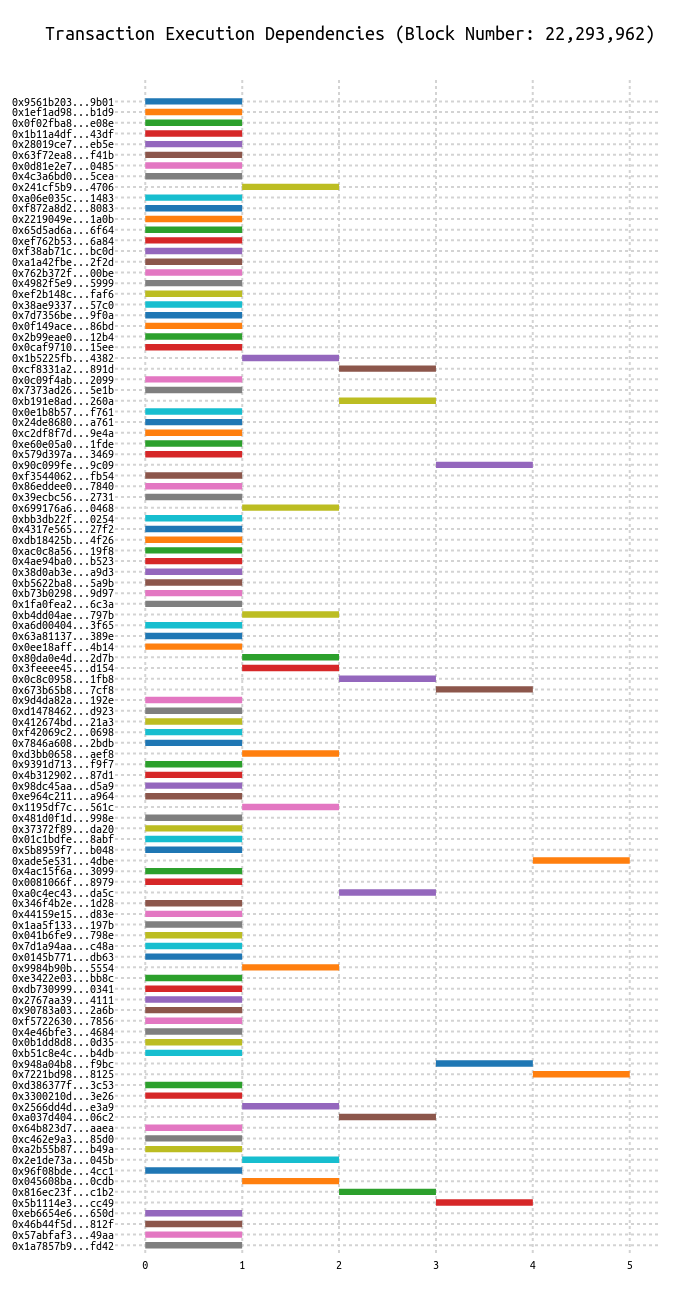 Transaction Execution Dependencies (Block Number: 22,293,962)
0x9561b203...9b01
0x1ef1ad98...b1d9
0x0f02fba8...e08e
0x1b11a4df...43df
0x28019ce7...eb5e
0x63f72ea8...f41b
0x0d81e2e7...0485
0x4c3a6bd0...5cea
0x241cf5b9...4706
0xa06e035c...1483
0xf872a8d2...8083
0x2219049e...1a0b
0x65d5ad6a...6f64
0xef762b53...6a84
0xf38ab71c...bc0d
0xa1a42fbe...2f2d
0x762b372f...00be
0x4982f5e9...5999
0xef2b148c...faf6
0x38ae9337...57c0
0x7d7356be...9f0a
0x0f149ace...86bd
0x2b99eae0...12b4
0x0caf9710...15ee
0x1b5225fb...4382
0xcf8331a2...891d
0x0c09f4ab...2099
0x7373ad26...5e1b
0xb191e8ad...260a
0x0e1b8b57...f761
0x24de8680...a761
0xc2df8f7d...9e4a
0xe60e05a0...1fde
0x579d397a...3469
0x90c099fe...9c09
0xf3544062...fb54
0x86eddee0...7840
0x39ecbc56...2731
0x699176a6...0468
0xbb3db22f...0254
0x4317e565...27f2
0xdb18425b...4f26
0xac0c8a56...19f8
0x4ae94ba0...b523
0x38d0ab3e...a9d3
0xb5622ba8...5a9b
0xb73b0298...9d97
0x1fa0fea2...6c3a
0xb4dd04ae...797b
0xa6d00404...3f65
0x63a81137...389e
0x0ee18aff...4b14
0x80da0e4d...2d7b
0x3feeee45...d154
0x0c8c0958...1fb8
0x673b65b8...7cf8
0x9d4da82a...192e
0xd1478462...d923
0x412674bd...21a3
0xf42069c2...0698
0x7846a608...2bdb
0xd3bb0658...aef8
0x9391d713...f9f7
0x4b312902...87d1
0x98dc45aa...d5a9
0xe964c211...a964
0x1195df7c...561c
0x481d0f1d...998e
0x37372f89...da20
0x01c1bdfe...8abf
0x5b8959f7...b048
0xade5e531...4dbe
0x4ac15f6a...3099
0x0081066f...8979
0xa0c4ec43...da5c
0x346f4b2e...1d28
0x44159e15...d83e
0x1aa5f133...197b
0x041b6fe9...798e
0x7d1a94aa...c48a
0x0145b771...db63
0x9984b90b...5554
0xe3422e03...bb8c
0xdb730999...0341
0x2767aa39...4111
0x90783a03...2a6b
0xf5722630...7856
0x4e46bfe3...4684
0x0b1dd8d8...0d35
0xb51c8e4c...b4db
0x948a04b8...f9bc
0x7221bd98...8125
0xd386377f...3c53
0x3300210d...3e26
0x2566dd4d...e3a9
0xa037d404...06c2
0x64b823d7...aaea
0xc462e9a3...85d0
0xa2b55b87...b49a
0x2e1de73a...045b
0x96f08bde...4cc1
0x045608ba...0cdb
0x816ec23f...c1b2
0x5b1114e3...cc49
0xeb6654e6...650d
0x46b44f5d...812f
0x57abfaf3...49aa
0x1a7857b9...fd42
0 1 2 3 4 5